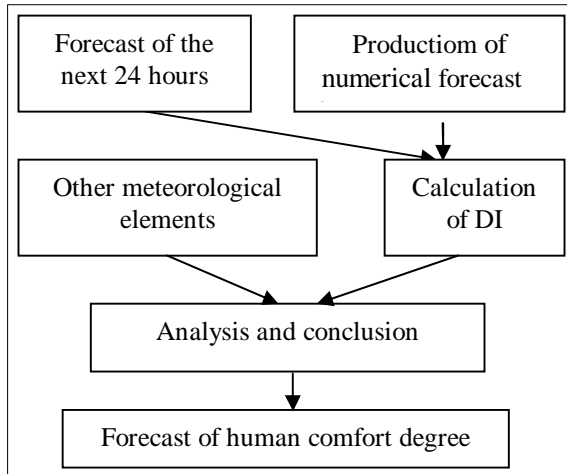 Forecast of the
next 24 hours
Productiom of
numerical forecast
Other meteorological
elements
Calculation
of DI
Analysis and conclusion
Forecast of human comfort degree